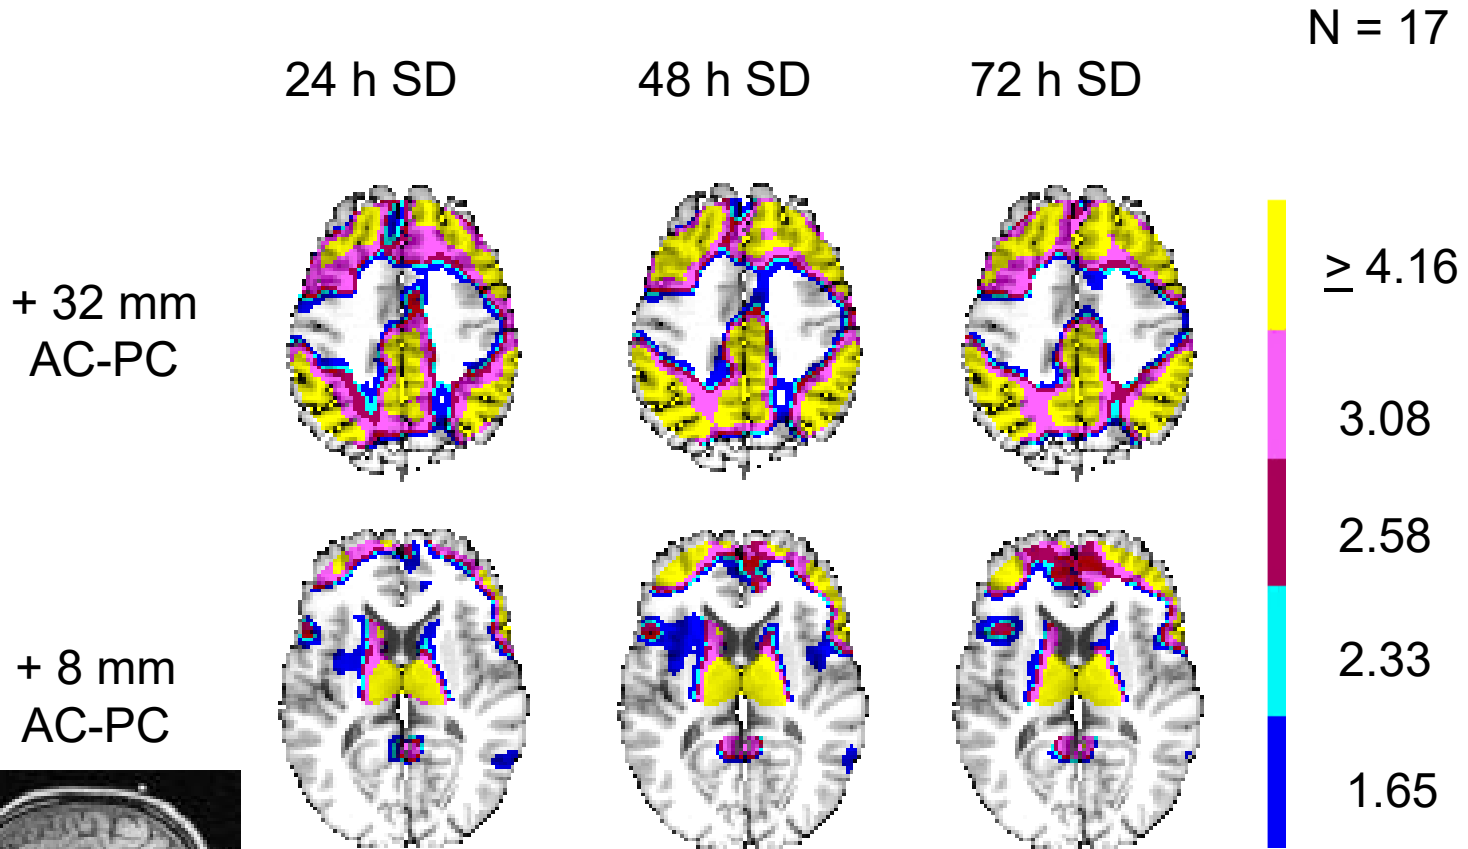 N = 17
24 h SD 48 h SD 72 h SD
+ 32 mm
AC-PC
≥ 4.16
3.08
2.58
+ 8 mm
AC-PC
2.33
1.65